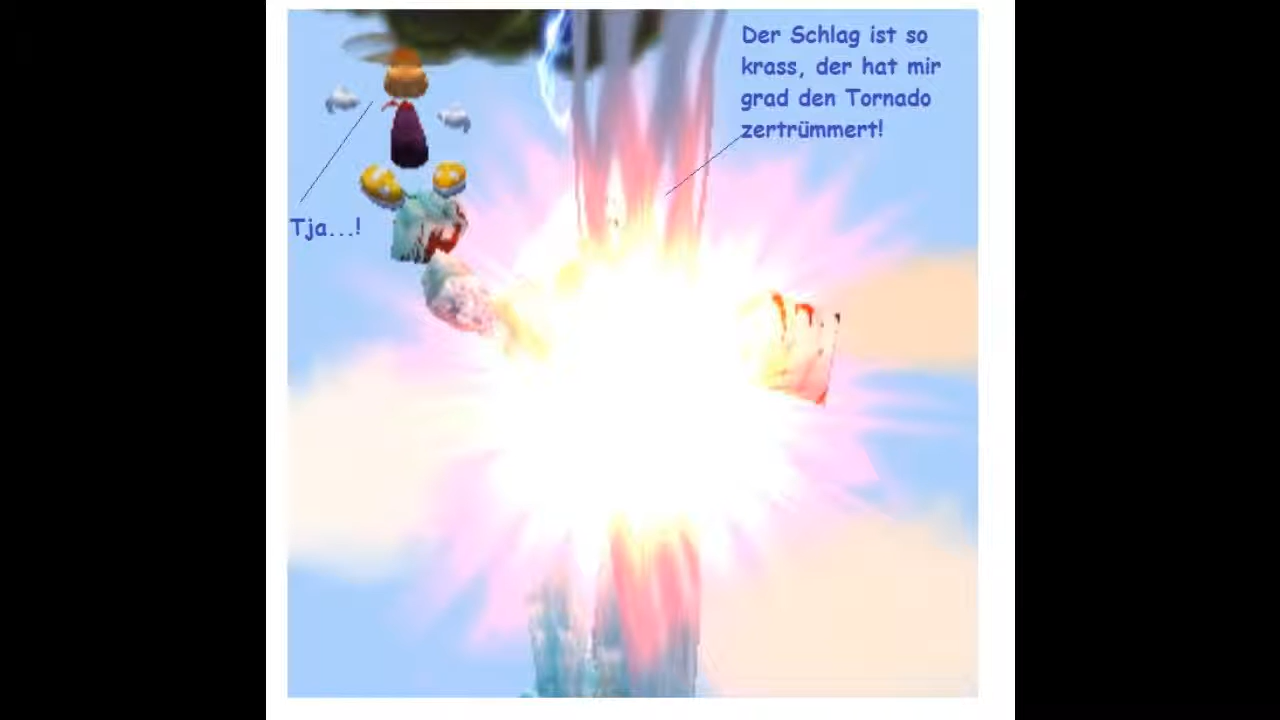 Der Schlag ist so
krass, der hat mir
grad den Tornado
zertrümmert!
Tja...!